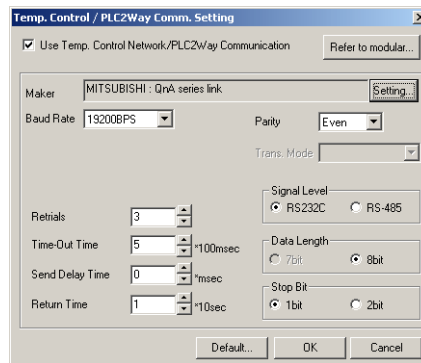 Temp. Control / PLC2Way Comm. Setting
Use Temp. Control Network/PLC2Way Communication
Refer to modular...
Maker MITSUBISHI : QnA series link Setting...
Baud Rate 19200BPS Parity Even
Trans. Mode
Signal Level
RS232C RS-485
Retrials 3
Time-Out Time 5 *100msec
Data Length
7bit 8bit
Send Delay Time 0 *msec
Stop Bit
Return Time 1 *10sec 1bit 2bit
Default... OK Cancel